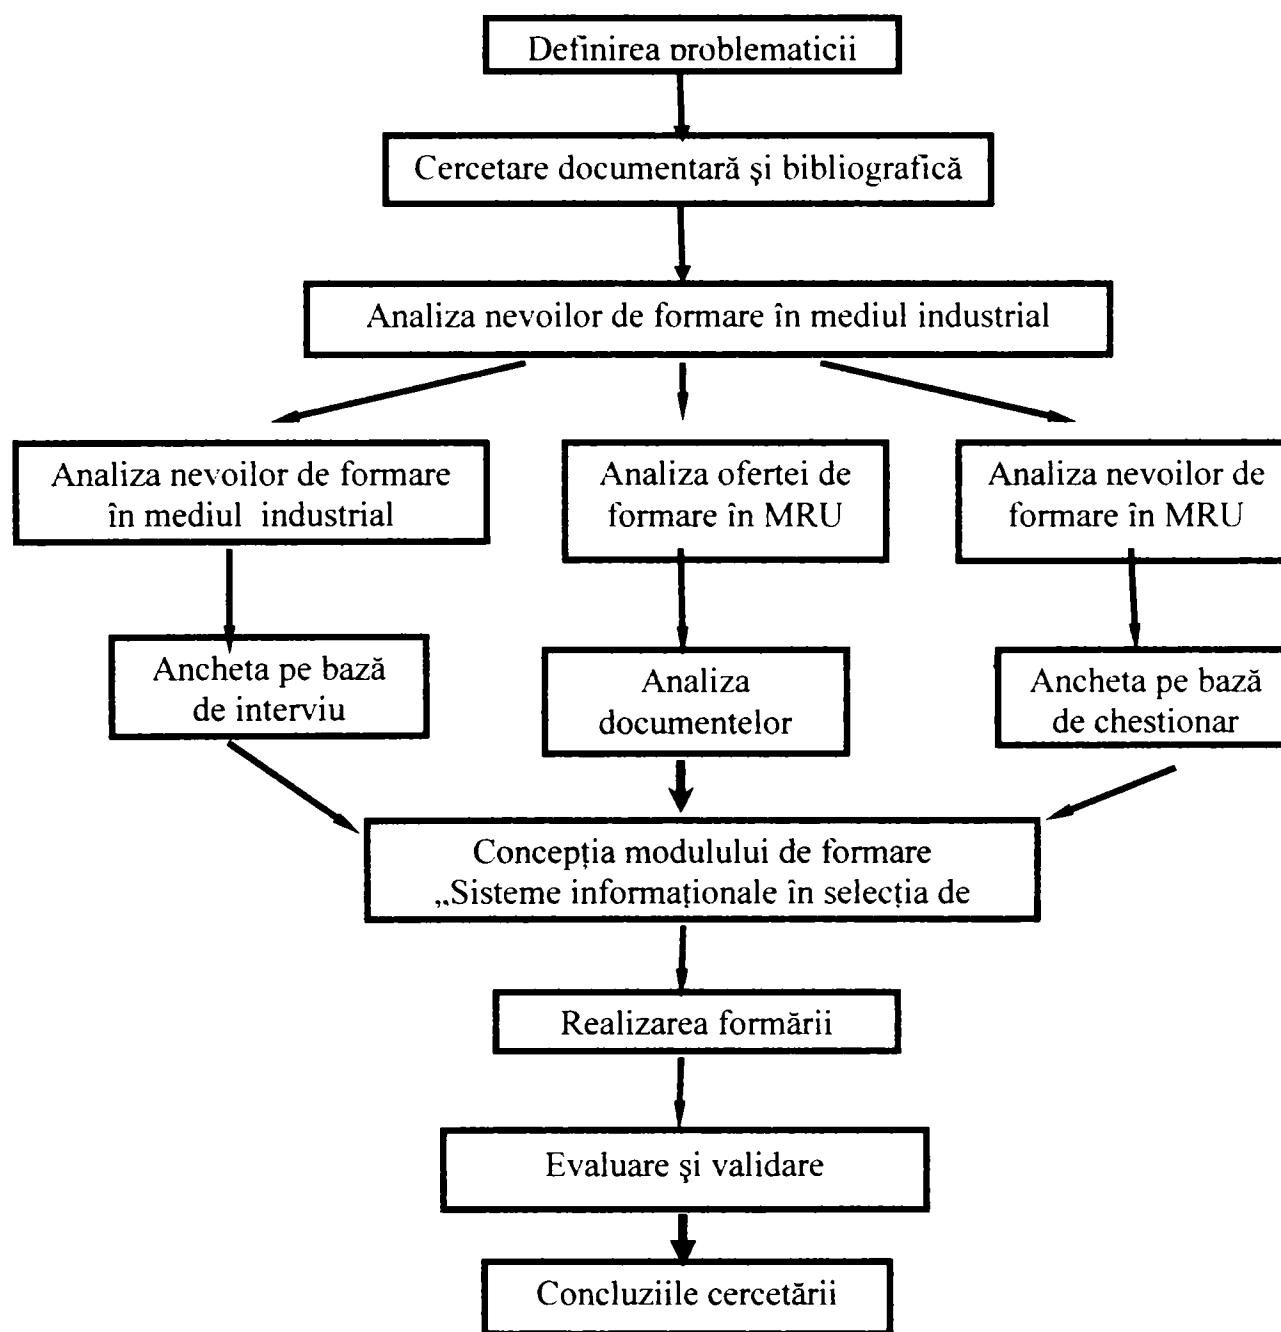 Definirea problematicii
Cercetare documentară şi bibliografică
Analiza nevoilor de formare în mediul industrial
Analiza nevoilor de formare
în mediul industrial
Analiza ofertei de
formare în MRU
Analiza nevoilor de
formare în MRU
Ancheta pe bază
de interviu
Analiza
documentelor
Ancheta pe bază
de chestionar
Concepţia modulului de formare
„Sisteme informaţionale în selecţia de
Realizarea formării
Evaluare şi validare
Concluziile cercetării